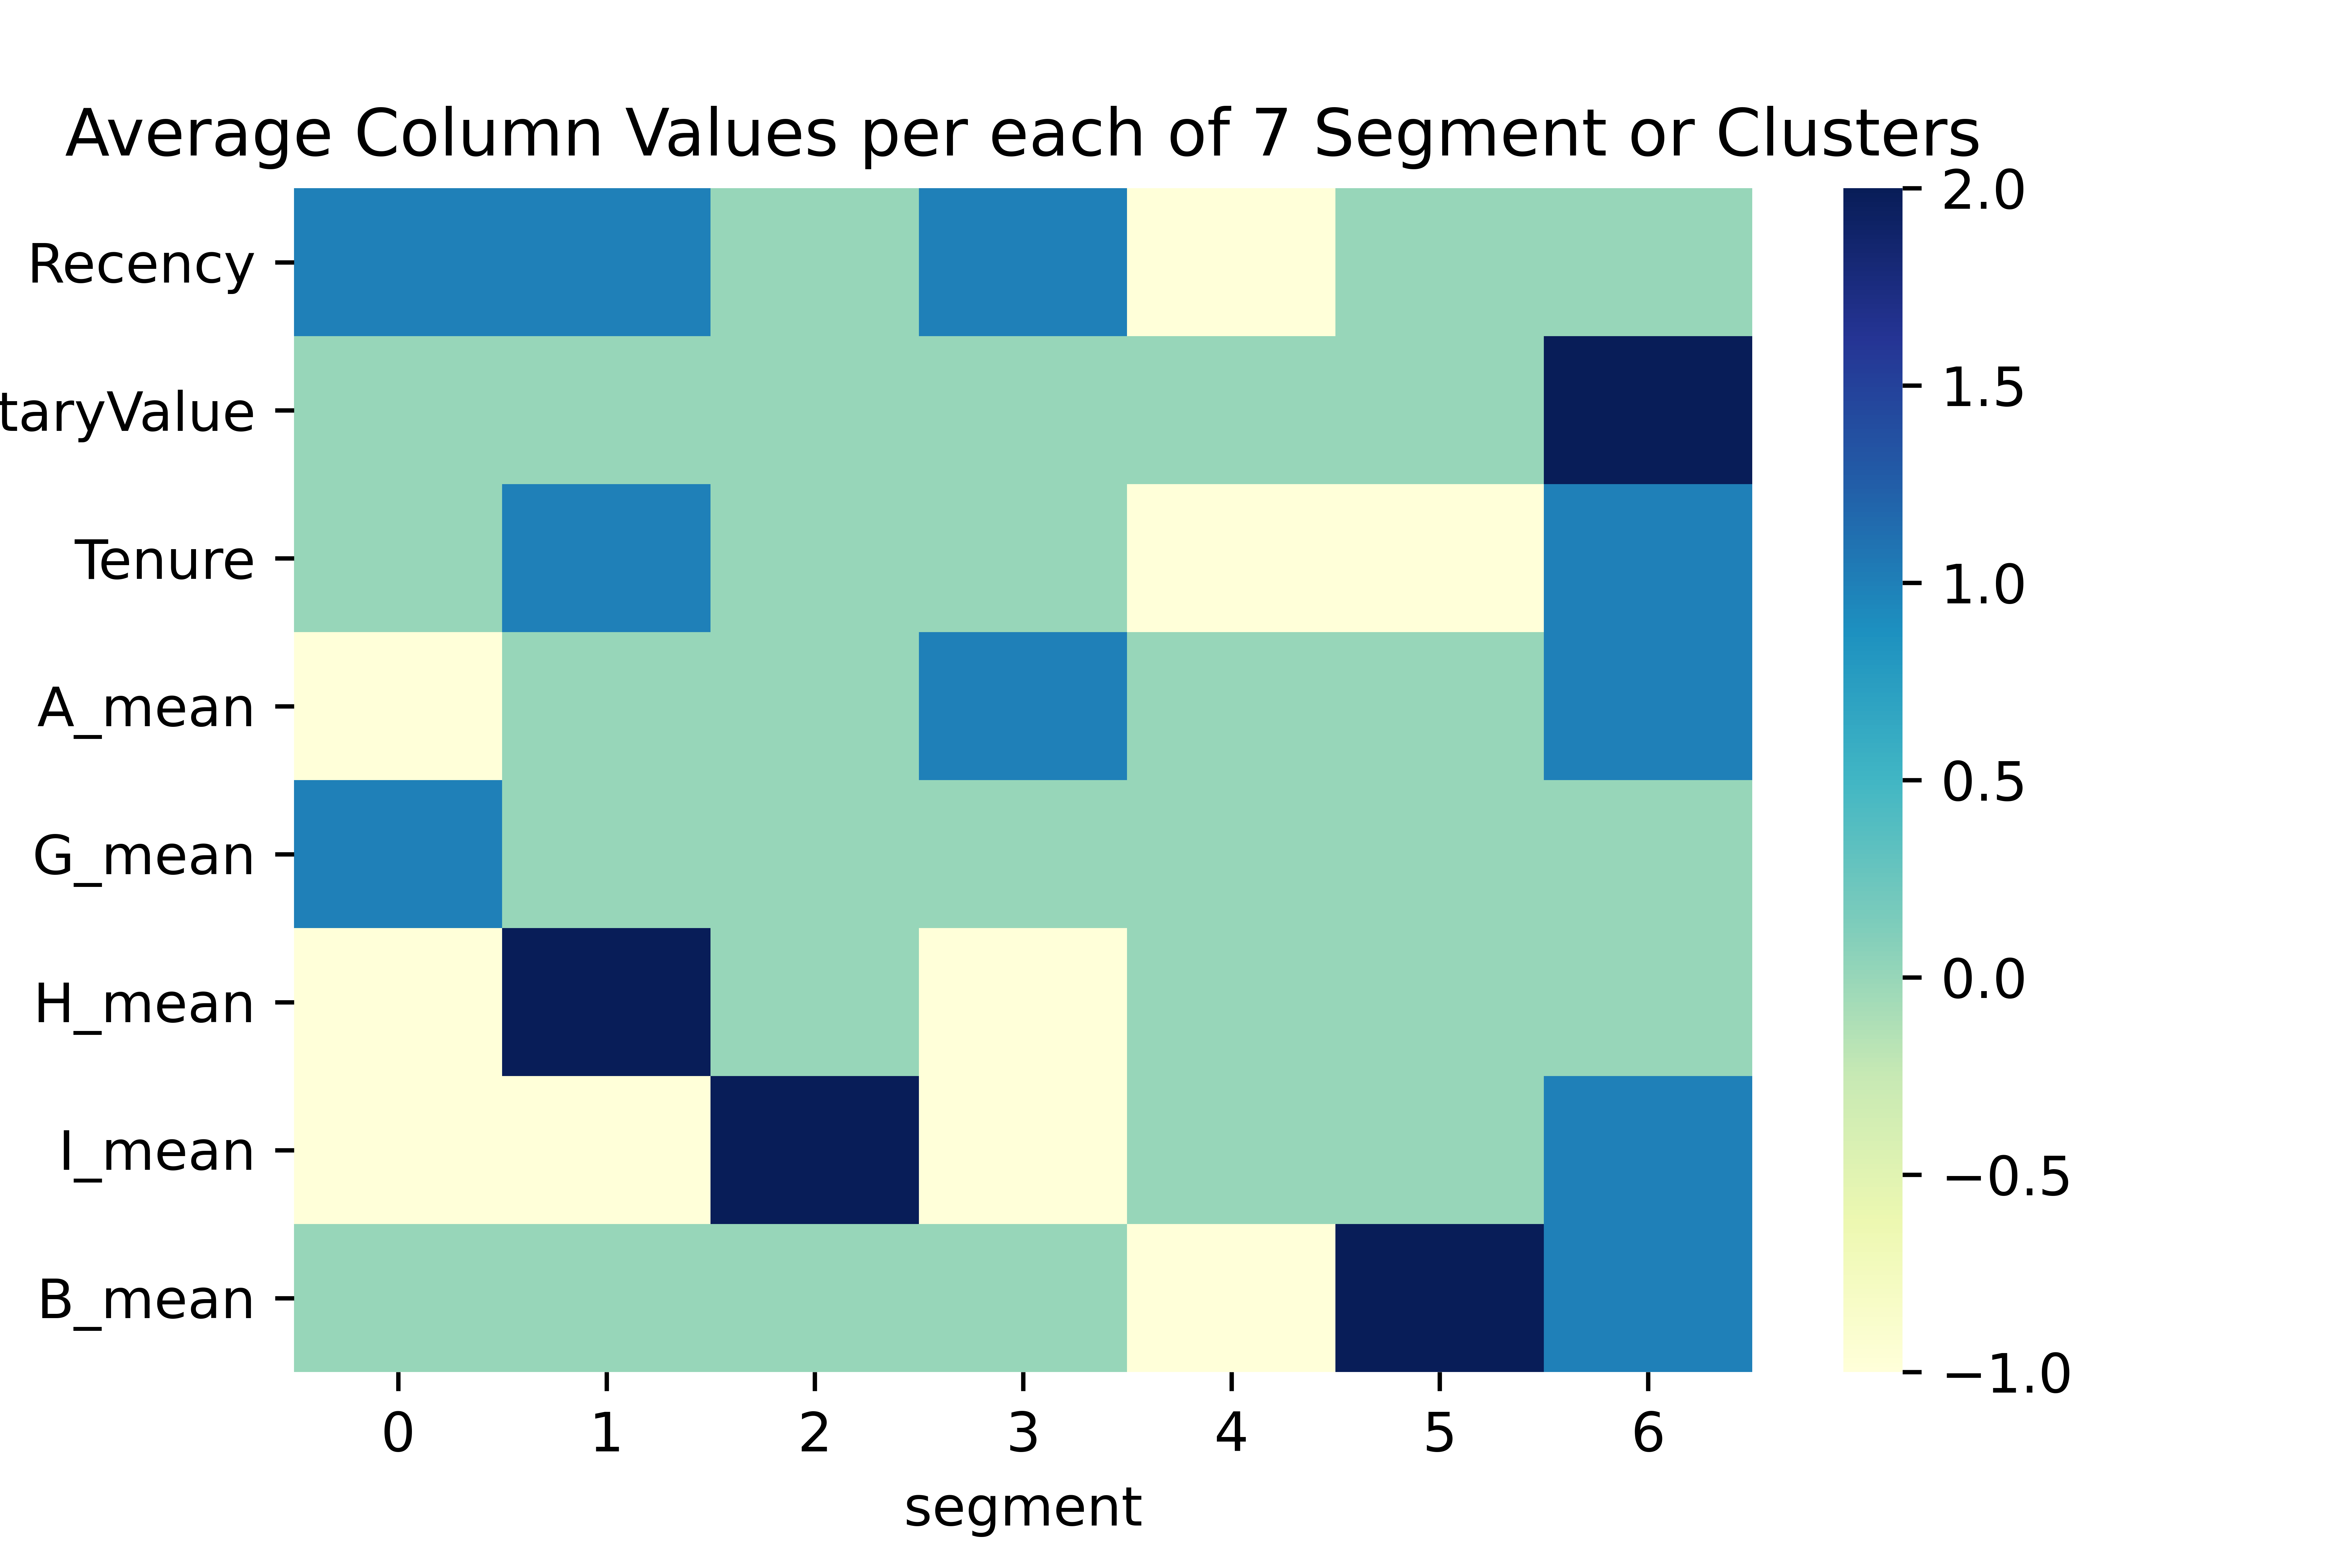 Average Column Values per each of 7 Segment or Clusters
Recency
taryValue
Tenure
A_mean
G_mean
H_mean
I_mean
B_mean
0 1 2 3 4 5 6
segment
2.0
1.5
1.0
0.5
0.0
−0.5
−1.0